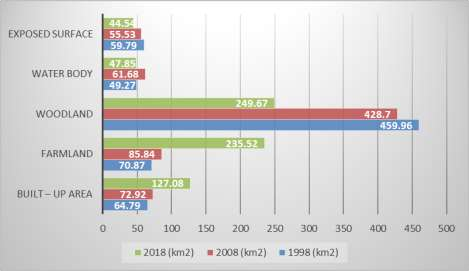 EXPOSED SURFACE
44.54
55.53
59.79
WATER BODY
47.85
61.68
49.27
WOODLAND
249.67
428.7
459.96
FARMLAND
235.52
85.84
70.87
BUILT – UP AREA
127.08
72.92
64.79
0 50 100 150 200 250 300 350 400 450 500
2018 (km2) 2008 (km2) 1998 (km2)